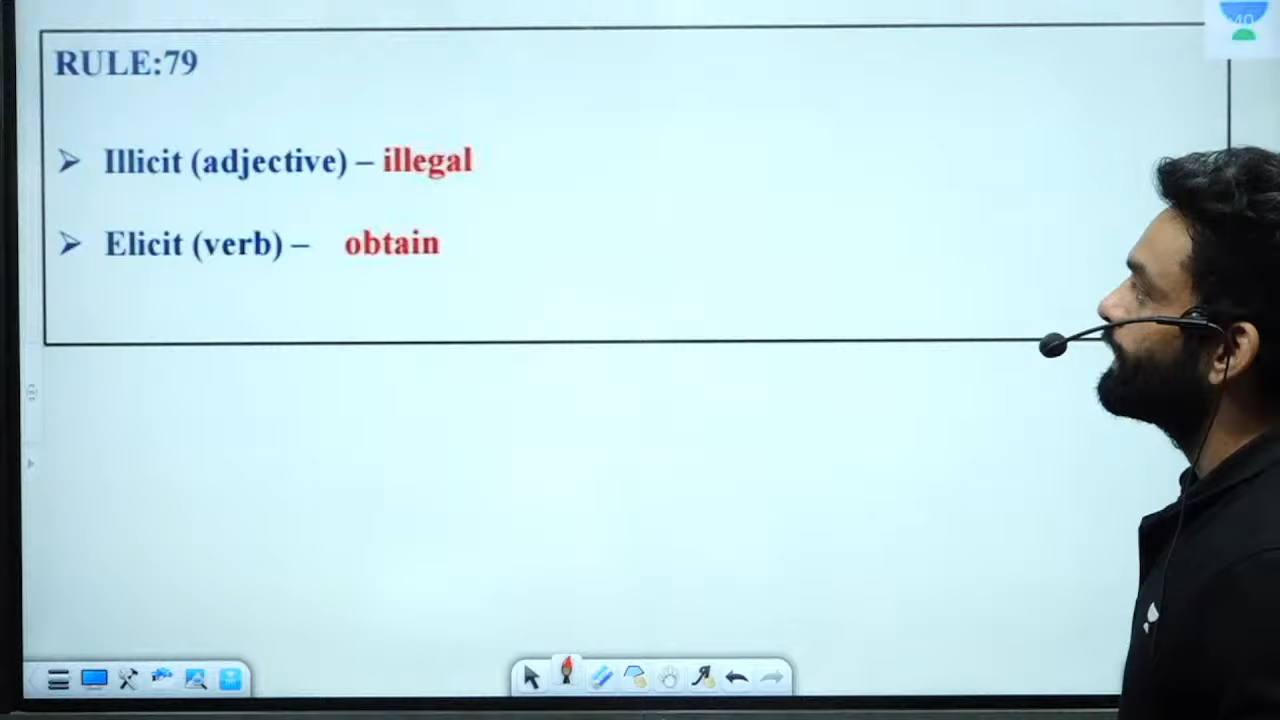 RULE:79
➢ Illicit (adjective) – illegal
➢ Elicit (verb) – obtain